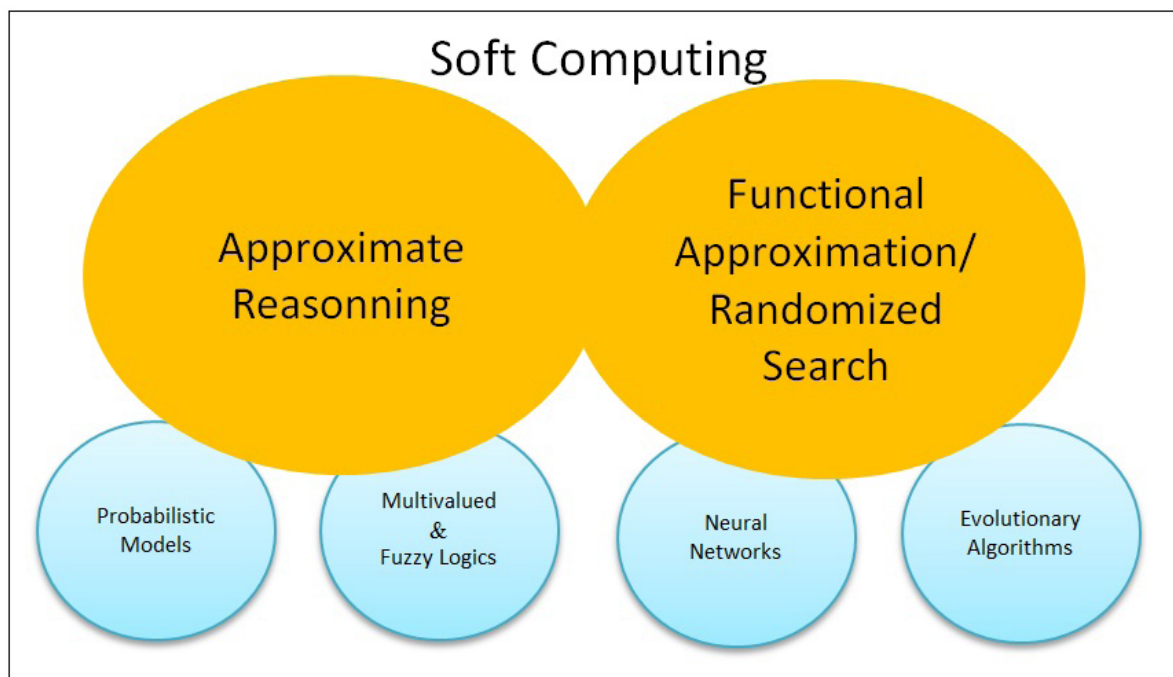 Soft Computing
Approximate
Reasonning
Functional
Approximation/
Randomized
Search
Probabilistic
Models
Multivalued
&
Fuzzy Logics
Neural
Networks
Evolutionary
Algorithms